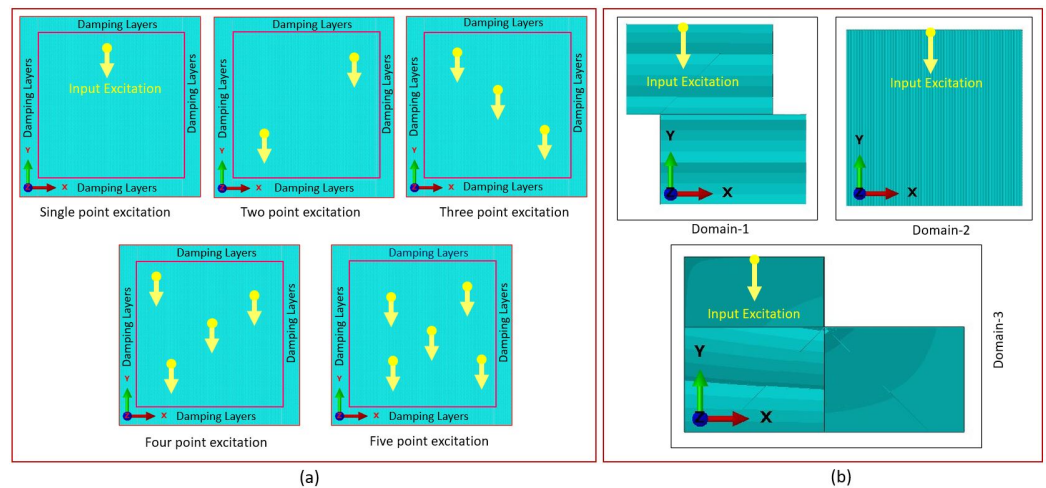 Damping Layers
Damping Layers
Damping Layers
Input Excitation
Y
X
Damping Layers
Single point excitation
Damping Layers
Damping Layers
Damping Layers
Y
X
Damping Layers
Two point excitation
Damping Layers
Damping Layers
Damping Layers
Y
X
Damping Layers
Three point excitation
Damping Layers
Damping Layers
Damping Layers
Y
X
Damping Layers
Four point excitation
Damping Layers
Damping Layers
Damping Layers
Y
X
Damping Layers
Five point excitation
(a)
Input Excitation
Y
X
Domain-1
Input Excitation
Y
X
Domain-2
Input Excitation
Y
X
Domain-3
(b)